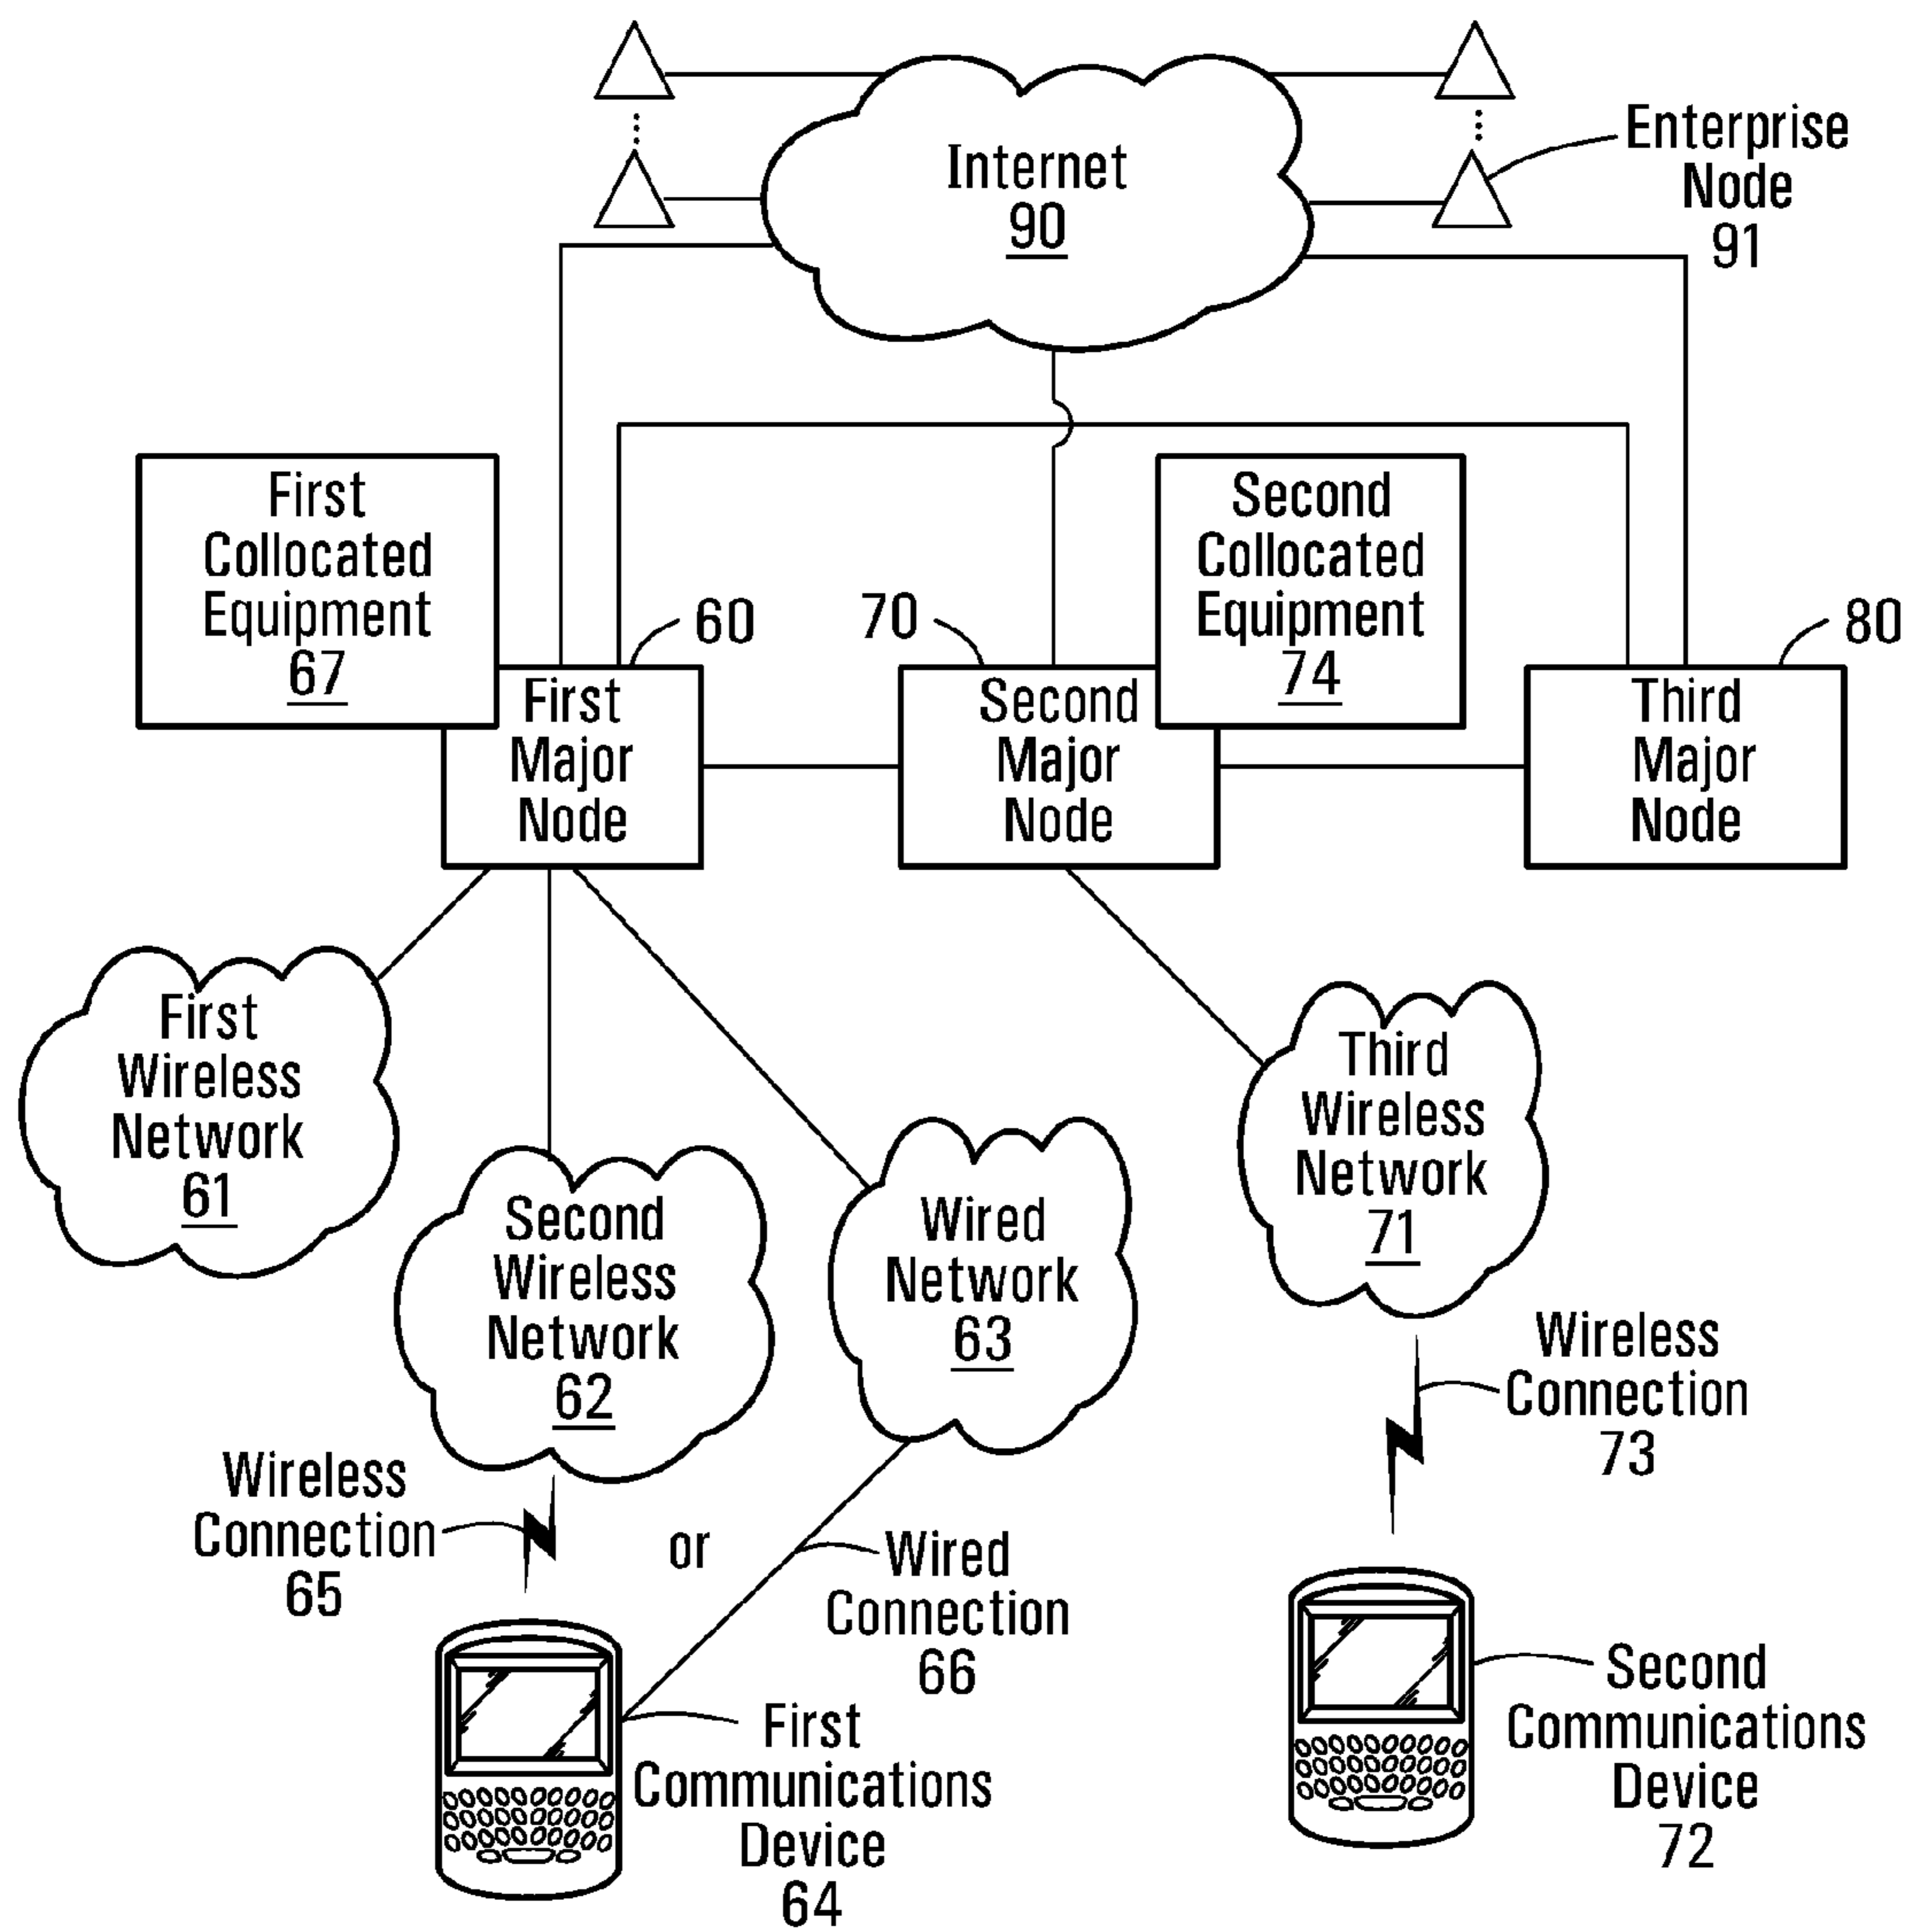 Internet
90
Enterprise
Node
91
First
Collocated
Equipment
67
Second
Collocated
Equipment
74
60
70
80
First
Major
Node
Second
Major
Node
Third
Major
Node
First
Wireless
Network
61
Second
Wireless
Network
62
Wired
Network
63
Third
Wireless
Network
71
Wireless
Connection
73
Wireless
Connection
65
or
Wired
Connection
66
First
Communications
Device
64
Second
Communications
Device
72